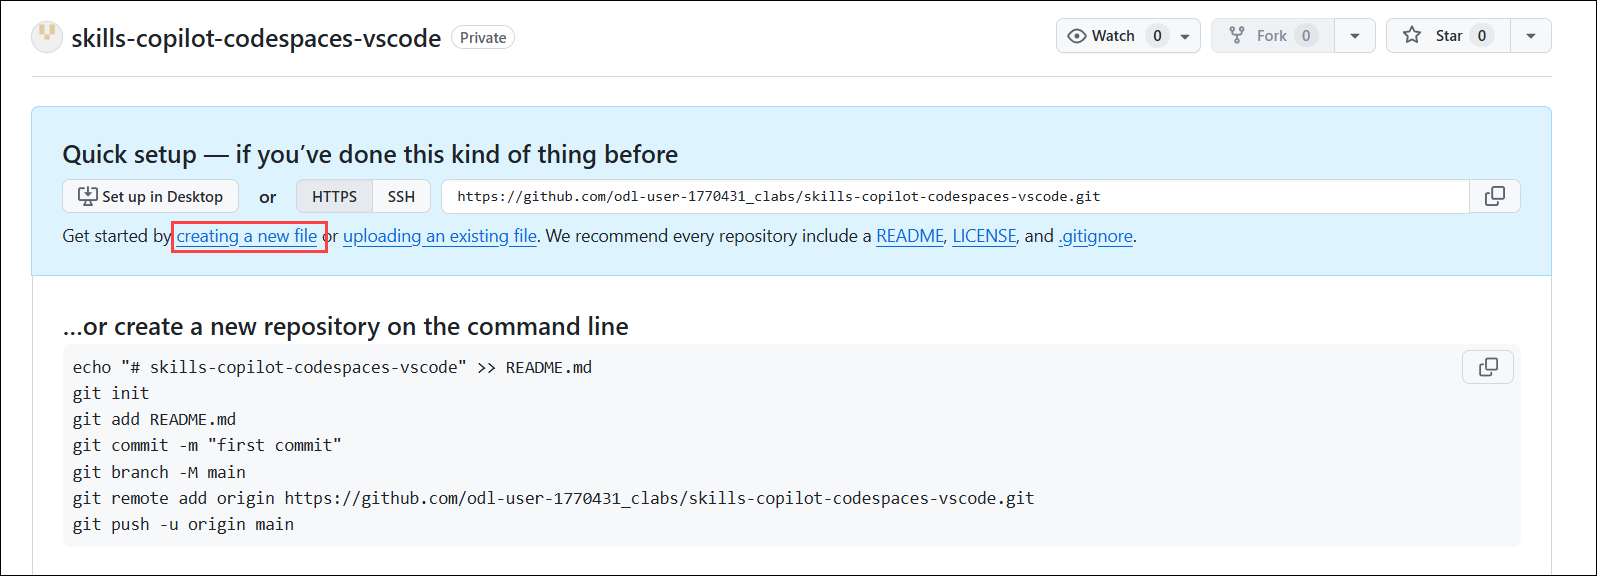 skills-copilot-codespaces-vscode Private Watch 0 Fork 0 Star 0
Quick setup — if you’ve done this kind of thing before
Set up in Desktop or HTTPS SSH https://github.com/odl-user-1770431_clabs/skills-copilot-codespaces-vscode.git
Get started by creating a new file or uploading an existing file. We recommend every repository include a README, LICENSE, and .gitignore.
…or create a new repository on the command line
echo "# skills-copilot-codespaces-vscode" >> README.md
git init
git add README.md
git commit -m "first commit"
git branch -M main
git remote add origin https://github.com/odl-user-1770431_clabs/skills-copilot-codespaces-vscode.git
git push -u origin main